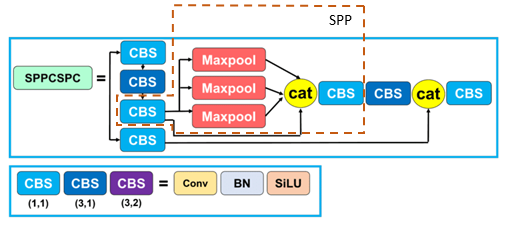 SPP
CBS
Maxpool
SPPCSPC
=
CBS
Maxpool
cat
CBS
CBS
cat
CBS
CBS
Maxpool
CBS
CBS
CBS
CBS
=
Conv
BN
SiLU
(1,1)
(3,1)
(3,2)